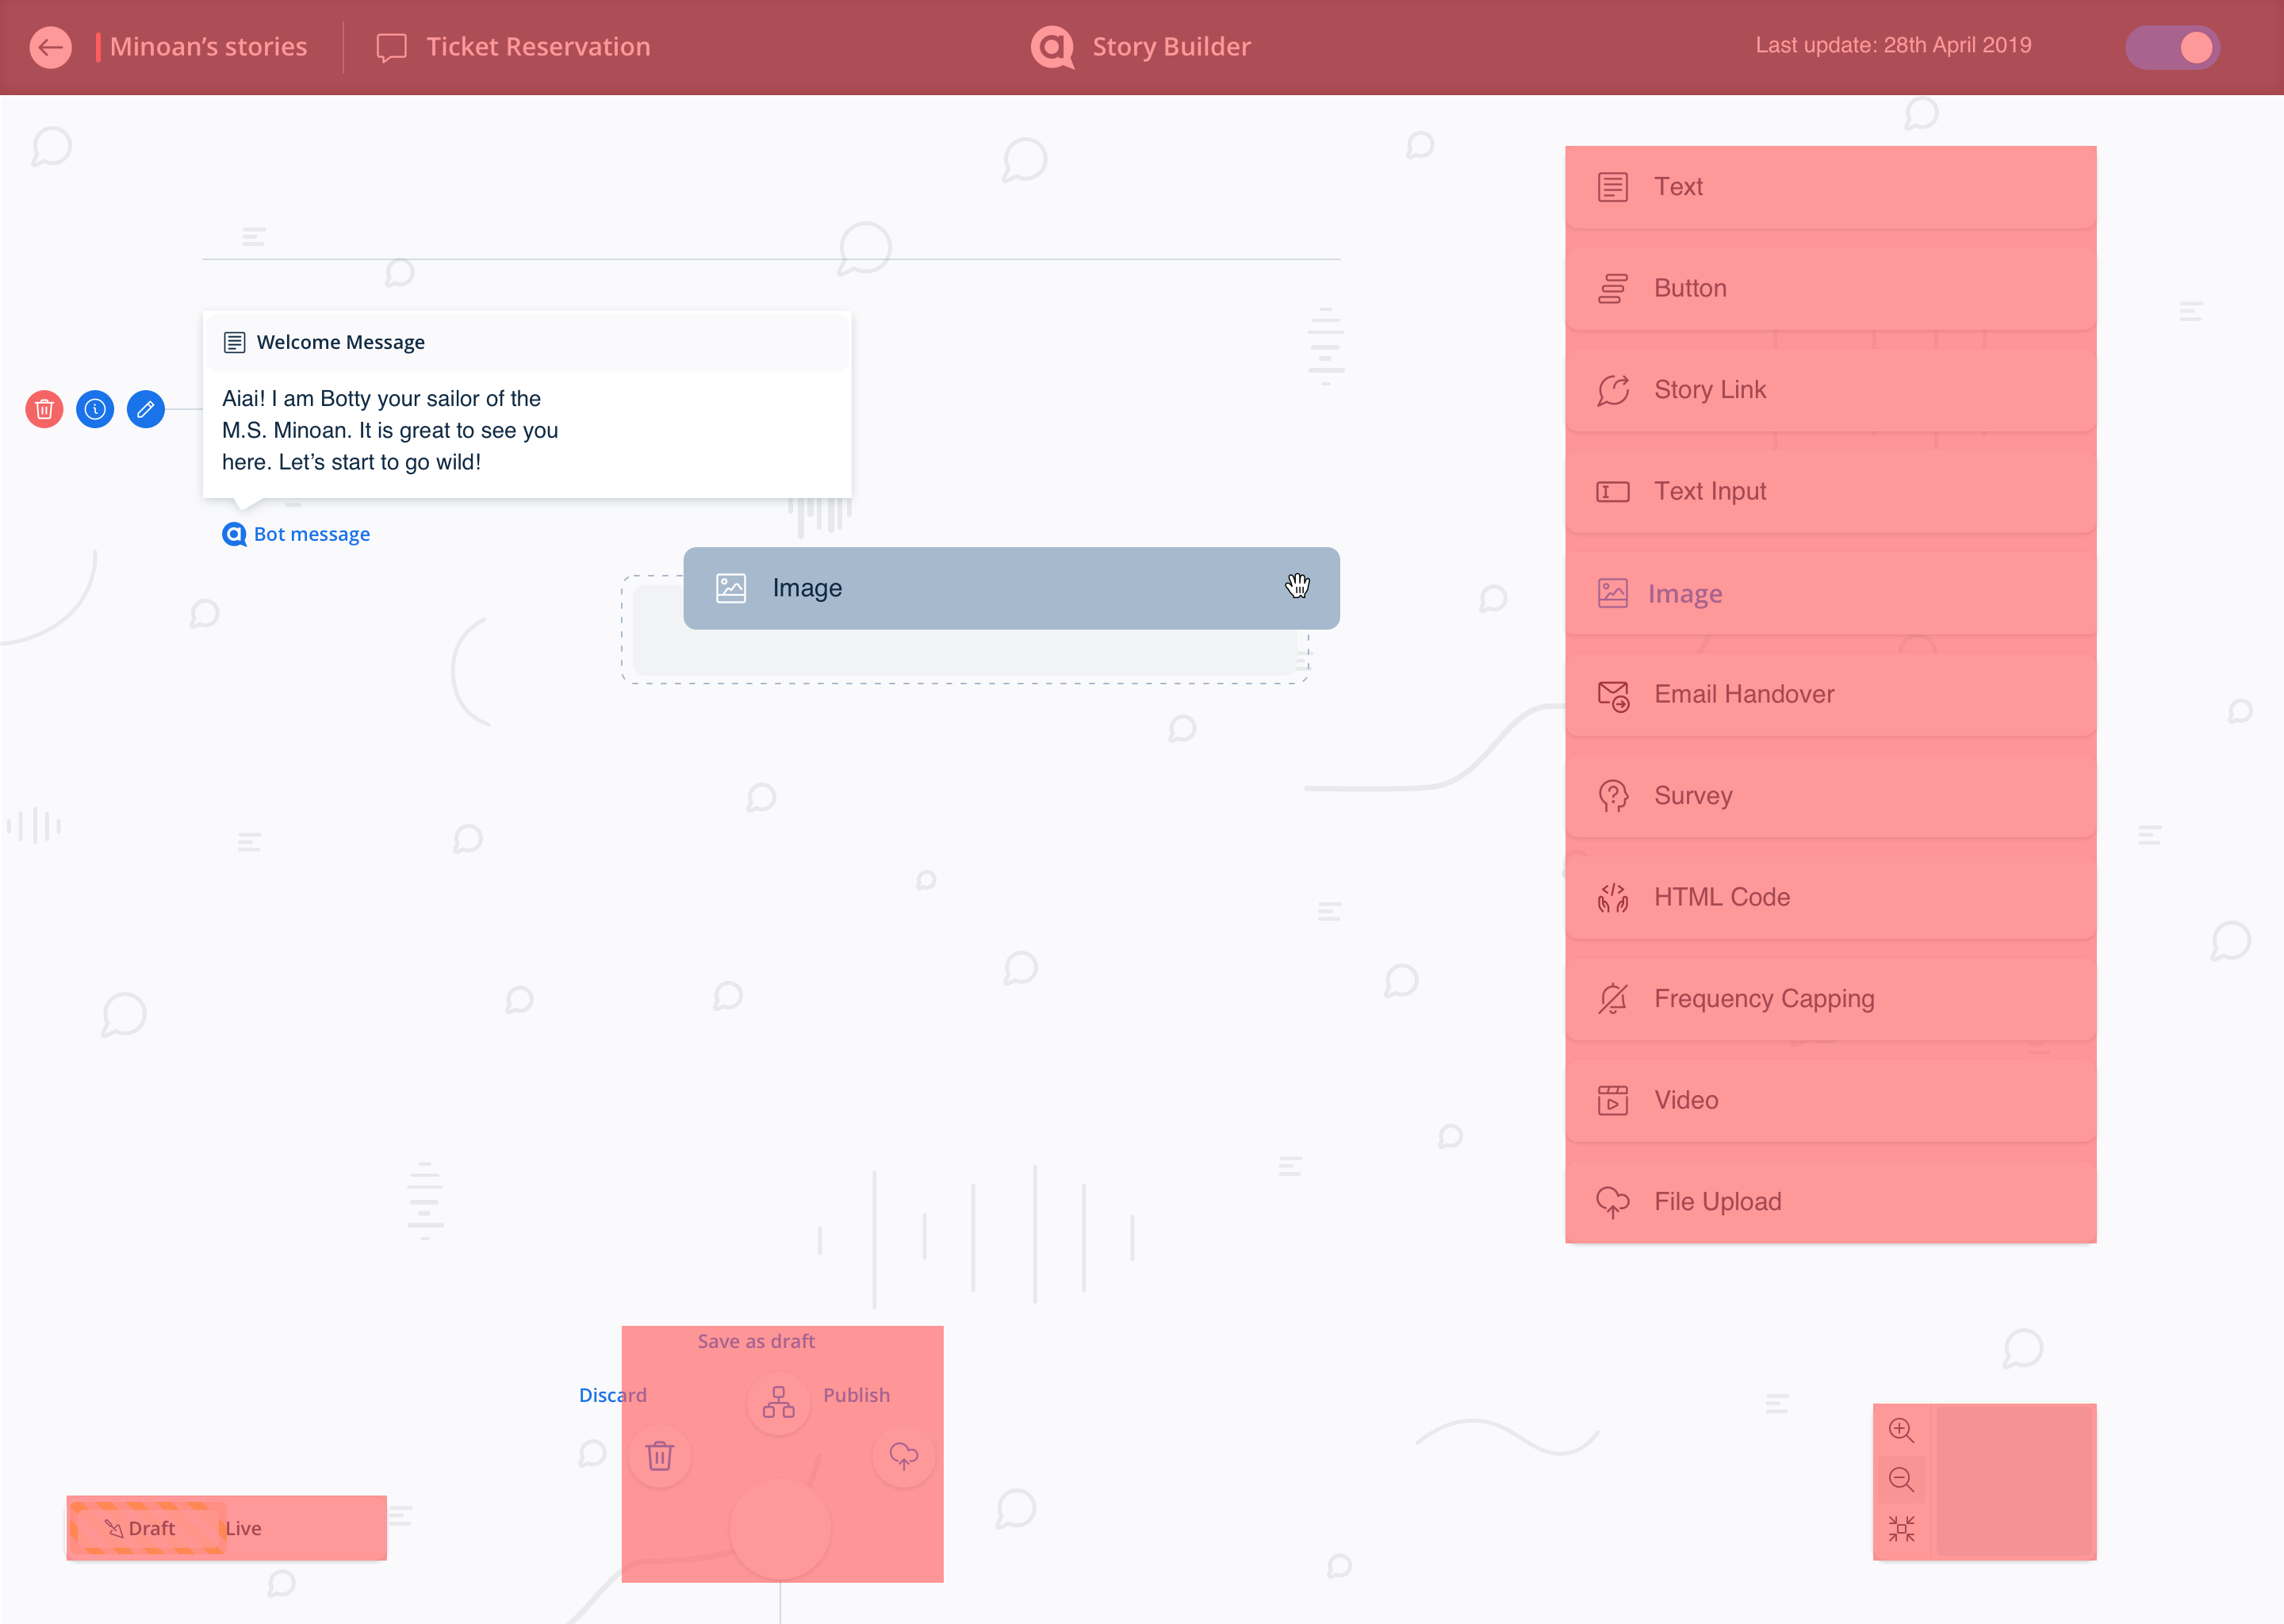 Minoan’s stories
Ticket Reservation
Story Builder
Last update: 28th April 2019
Welcome Message
Aiai! I am Botty your sailor of the
M.S. Minoan. It is great to see you
here. Let’s start to go wild!
Bot message
Image
Text
Button
Story Link
Text Input
Image
Email Handover
Survey
HTML Code
Frequency Capping
Video
File Upload
Save as draft
Discard
Publish
Draft
Live